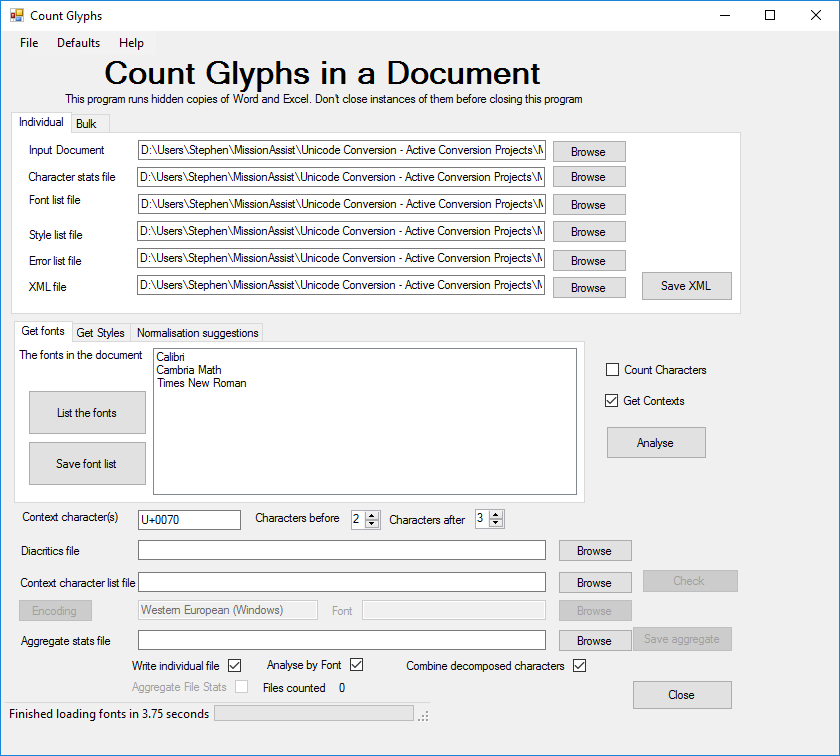 Count Glyphs
File Defaults Help
Count Glyphs in a Document
This program runs hidden copies of Word and Excel. Don't close instances of them before closing this program
Individual Bulk
Input Document D:\Users\Stephen\MissionAssist\Unicode Conversion - Active Conversion Projects\M Browse
Character stats file D:\Users\Stephen\MissionAssist\Unicode Conversion - Active Conversion Projects\M Browse
Font list file D:\Users\Stephen\MissionAssist\Unicode Conversion - Active Conversion Projects\M Browse
Style list file D:\Users\Stephen\MissionAssist\Unicode Conversion - Active Conversion Projects\M Browse
Error list file D:\Users\Stephen\MissionAssist\Unicode Conversion - Active Conversion Projects\M Browse
XML file D:\Users\Stephen\MissionAssist\Unicode Conversion - Active Conversion Projects\M Browse Save XML
Get fonts Get Styles Normalisation suggestions
The fonts in the document
Calibri
Cambria Math
Times New Roman
List the fonts
Save font list
Count Characters
Get Contexts
Analyse
Context character(s) U+0070 Characters before 2 Characters after 3
Diacritics file Browse
Context character list file Browse Check
Encoding Western European (Windows) Font Browse
Aggregate stats file Browse Save aggregate
Write individual file Analyse by Font Combine decomposed characters
Aggregate File Stats Files counted 0
Close
Finished loading fonts in 3.75 seconds